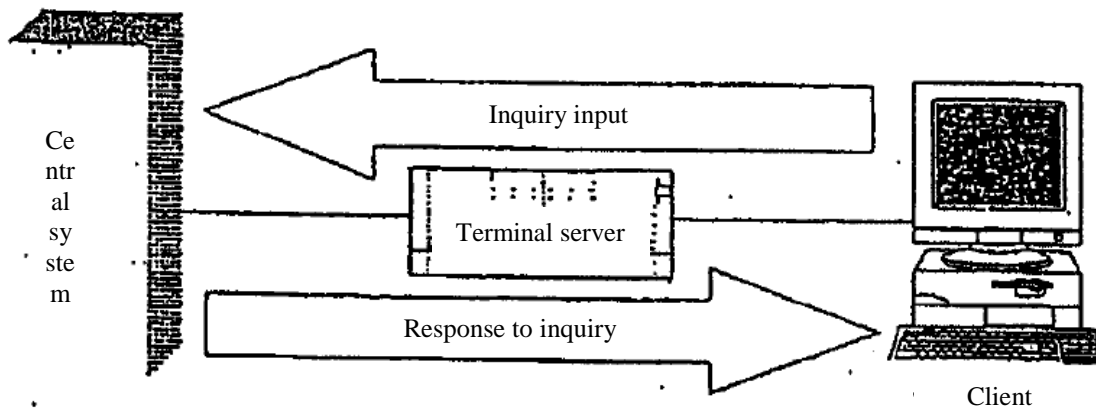 Inquiry input
Ce
ntr
al
sy
ste
m
Terminal server
Response to inquiry
Client